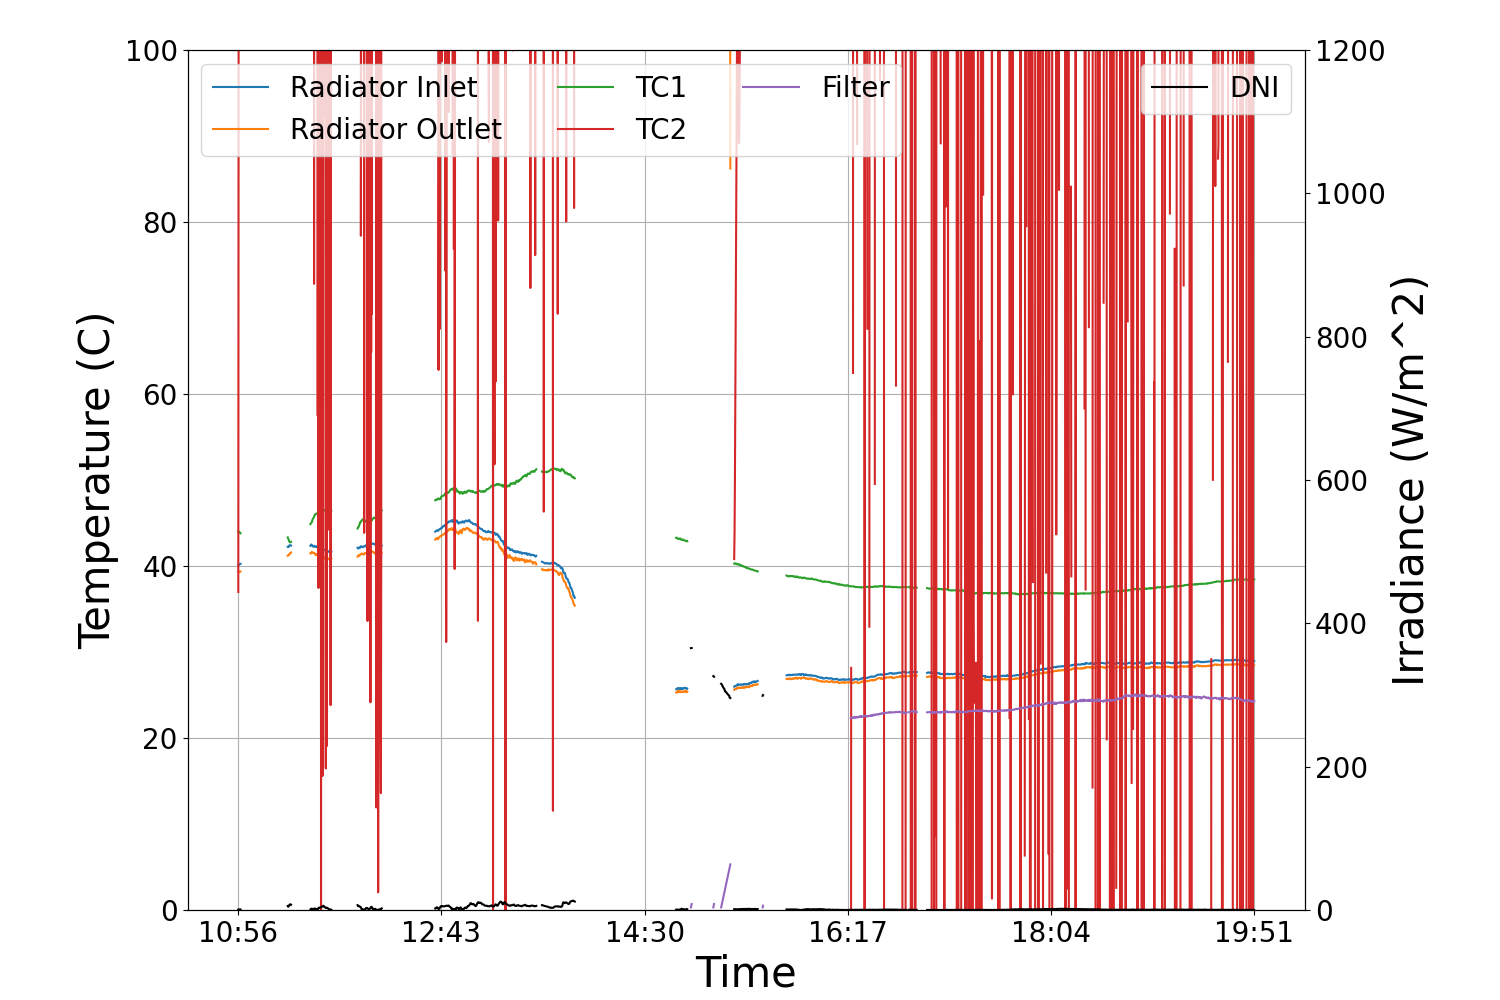 100
80
60
40
20
0
Temperature (C)
Radiator Inlet
Radiator Outlet
TC1
TC2
Filter
DNI
1200
1000
800
600
400
200
0
Irradiance (W/m^2)
10:56 12:43 14:30 16:17 18:04 19:51
Time